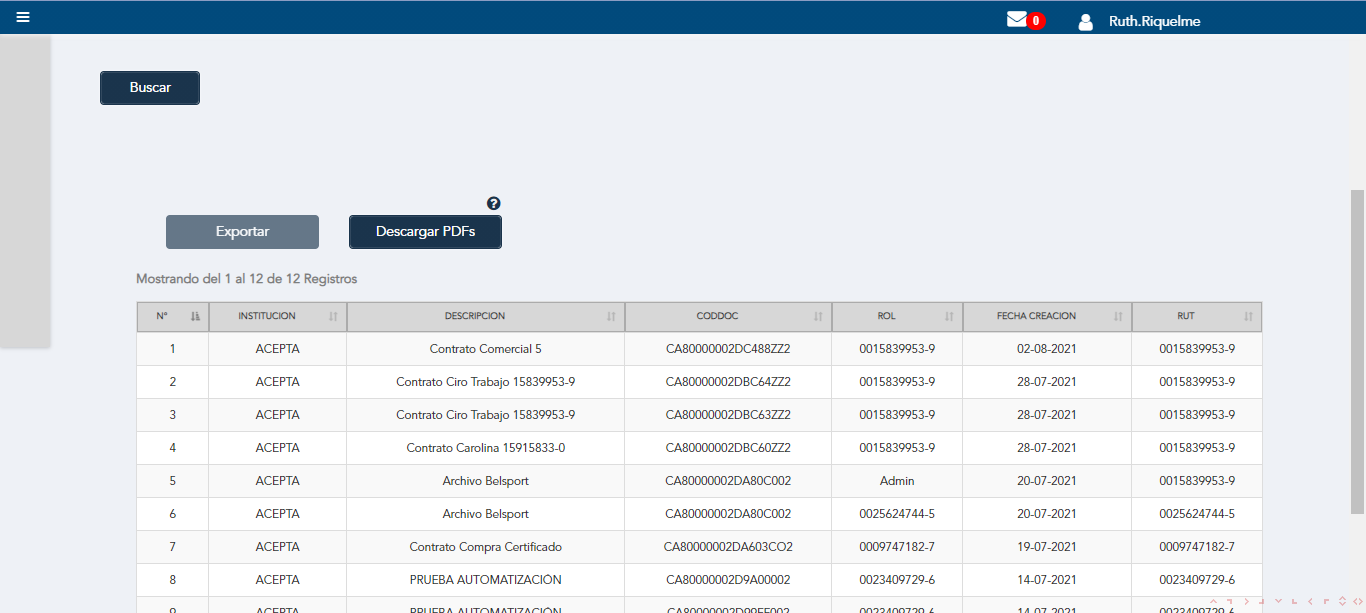 0
Ruth.Riquelme
Buscar
?
Exportar
Descargar PDFs
Mostrando del 1 al 12 de 12 Registros
N° INSTITUCION DESCRIPCION CODDOC ROL FECHA CREACION RUT
1 ACEPTA Contrato Comercial 5 CA80000002DC488ZZ2 0015839953-9 02-08-2021 0015839953-9
2 ACEPTA Contrato Ciro Trabajo 15839953-9 CA80000002DBC64ZZ2 0015839953-9 28-07-2021 0015839953-9
3 ACEPTA Contrato Ciro Trabajo 15839953-9 CA80000002DBC63ZZ2 0015839953-9 28-07-2021 0015839953-9
4 ACEPTA Contrato Carolina 15915833-0 CA80000002DBC60ZZ2 0015839953-9 28-07-2021 0015839953-9
5 ACEPTA Archivo Belsport CA80000002DA80C002 Admin 20-07-2021 0015839953-9
6 ACEPTA Archivo Belsport CA80000002DA80C002 0025624744-5 20-07-2021 0025624744-5
7 ACEPTA Contrato Compra Certificado CA80000002DA603CO2 0009747182-7 19-07-2021 0009747182-7
8 ACEPTA PRUEBA AUTOMATIZACIÓN CA80000002D9A00002 0023409729-6 14-07-2021 0023409729-6
9 ACEPTA PRUEBA AUTOMATIZACIÓN 0023409729-6 14-07-2021 0023409729-6